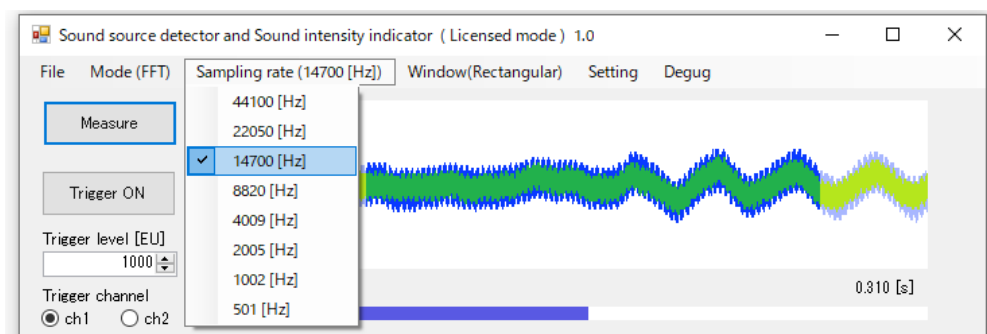 Sound source detector and Sound intensity indicator ( Licensed mode ) 1.0
File Mode (FFT) Sampling rate (14700 [Hz]) Window(Rectangular) Setting Degug
44100 [Hz]
Measure
22050 [Hz]
14700 [Hz]
Trigger ON
8820 [Hz]
4009 [Hz]
Trigger level [EU]
2005 [Hz]
1000
1002 [Hz]
Trigger channel
0.310 [s]
501 [Hz]
ch1 ch2